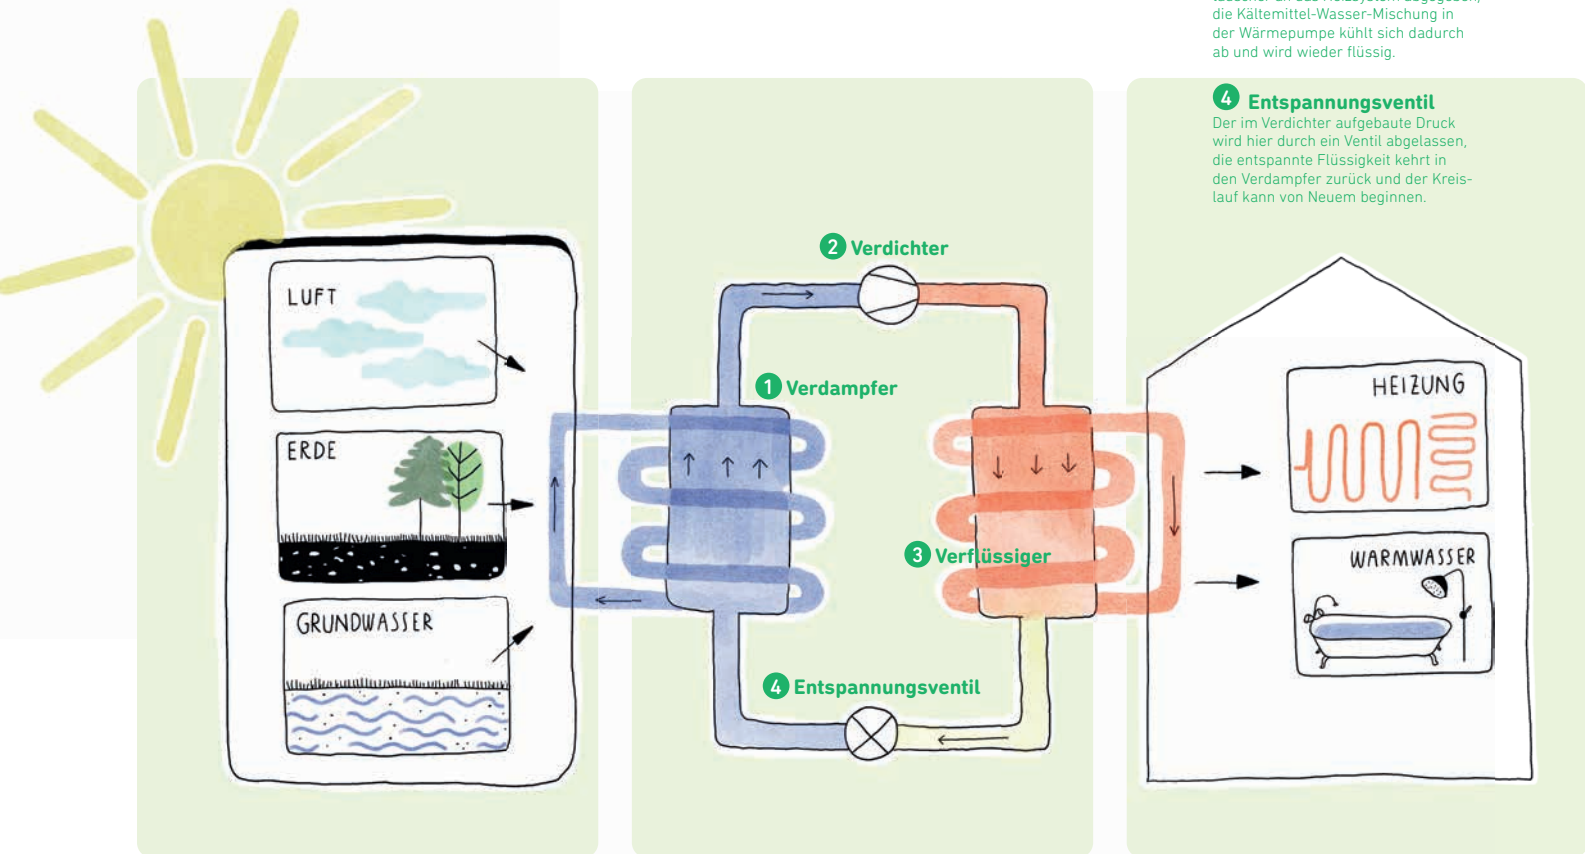 die Kältemittel-Wasser-Mischung in
der Wärmepumpe kühlt sich dadurch
ab und wird wieder flüssig.
4 Entspannungsventil
Der im Verdichter aufgebaute Druck
wird hier durch ein Ventil abgelassen,
die entspannte Flüssigkeit kehrt in
den Verdampfer zurück und der Kreis-
lauf kann von Neuem beginnen.
LUFT
ERDE
GRUNDWASSER
2 Verdichter
1 Verdampfer
3 Verflüssiger
4 Entspannungsventil
HEIZUNG
WARMWASSER